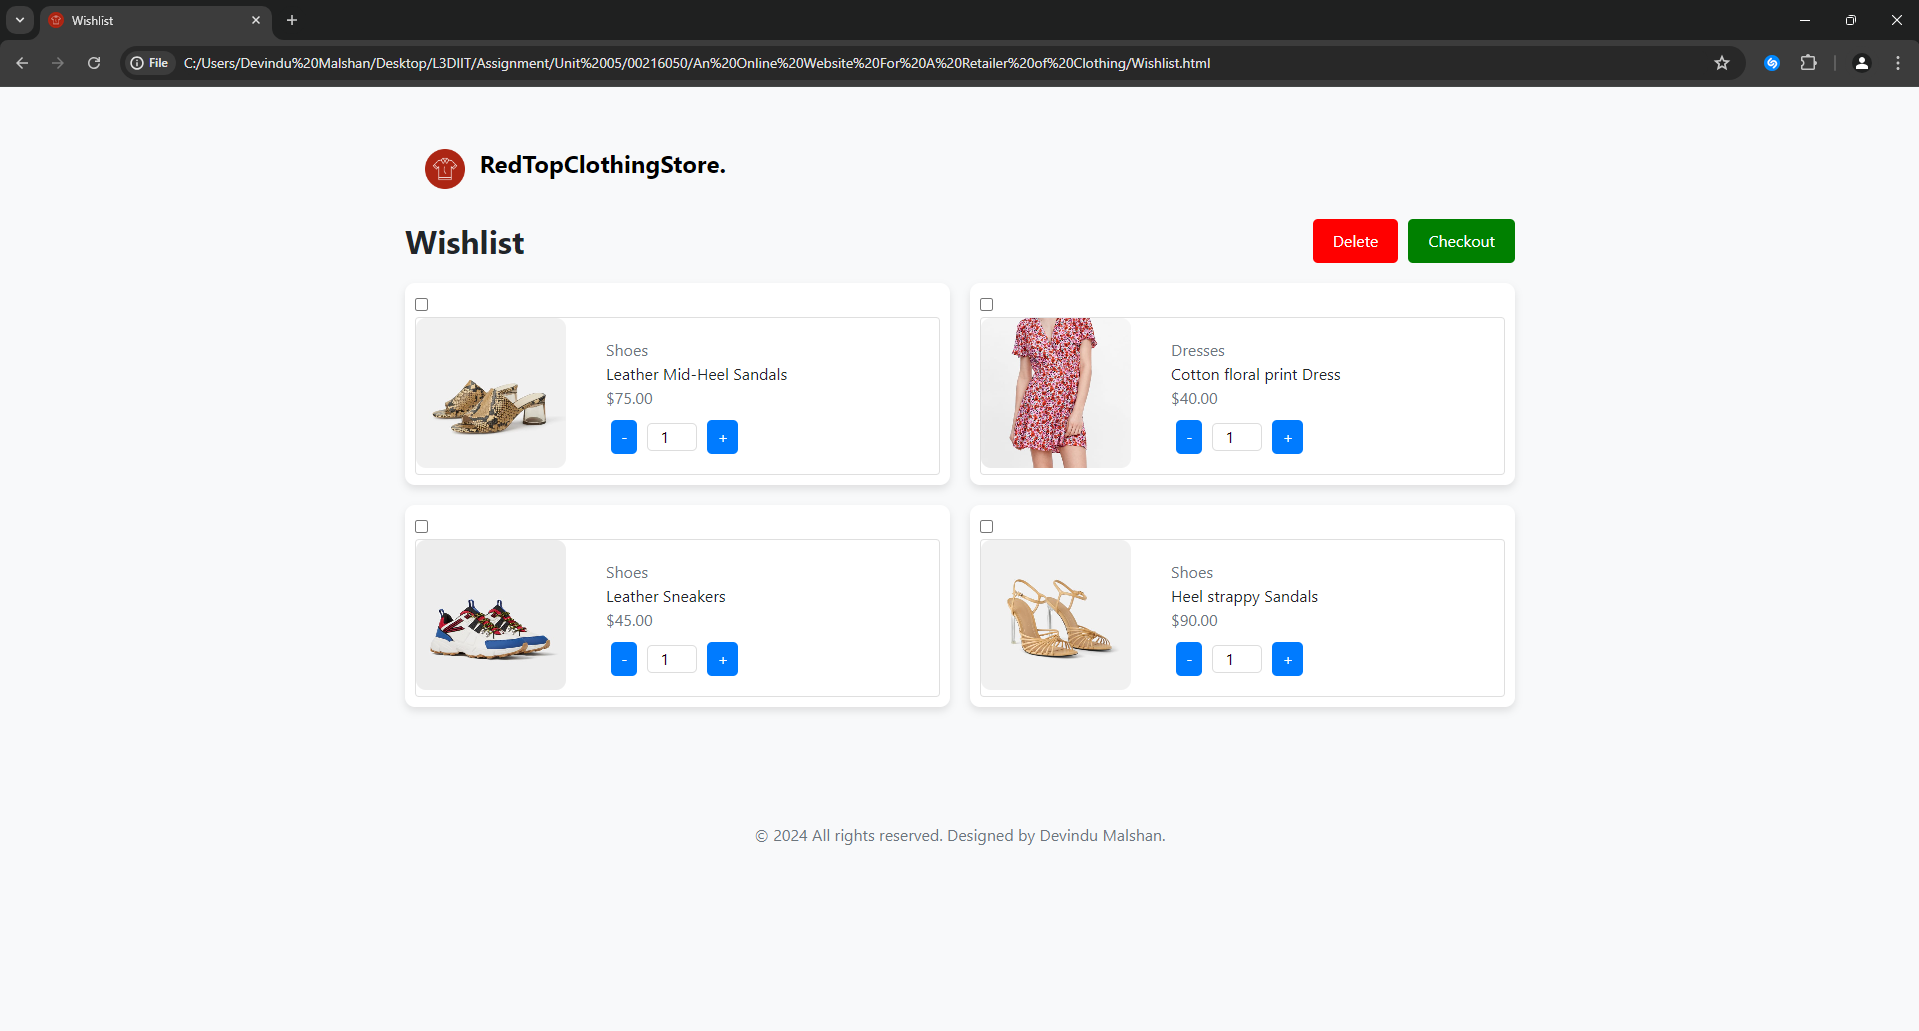 Wishlist
File
C:/Users/Devindu%20Malshan/Desktop/L3DIIT/Assignment/Unit%2005/00216050/An%20Online%20Website%20For%20A%20Retailer%20of%20Clothing/Wishlist.html
RedTopClothingStore.
Wishlist
Delete
Checkout
Shoes
Leather Mid-Heel Sandals
$75.00
- 1 +
Dresses
Cotton floral print Dress
$40.00
- 1 +
Shoes
Leather Sneakers
$45.00
- 1 +
Shoes
Heel strappy Sandals
$90.00
- 1 +
© 2024 All rights reserved. Designed by Devindu Malshan.